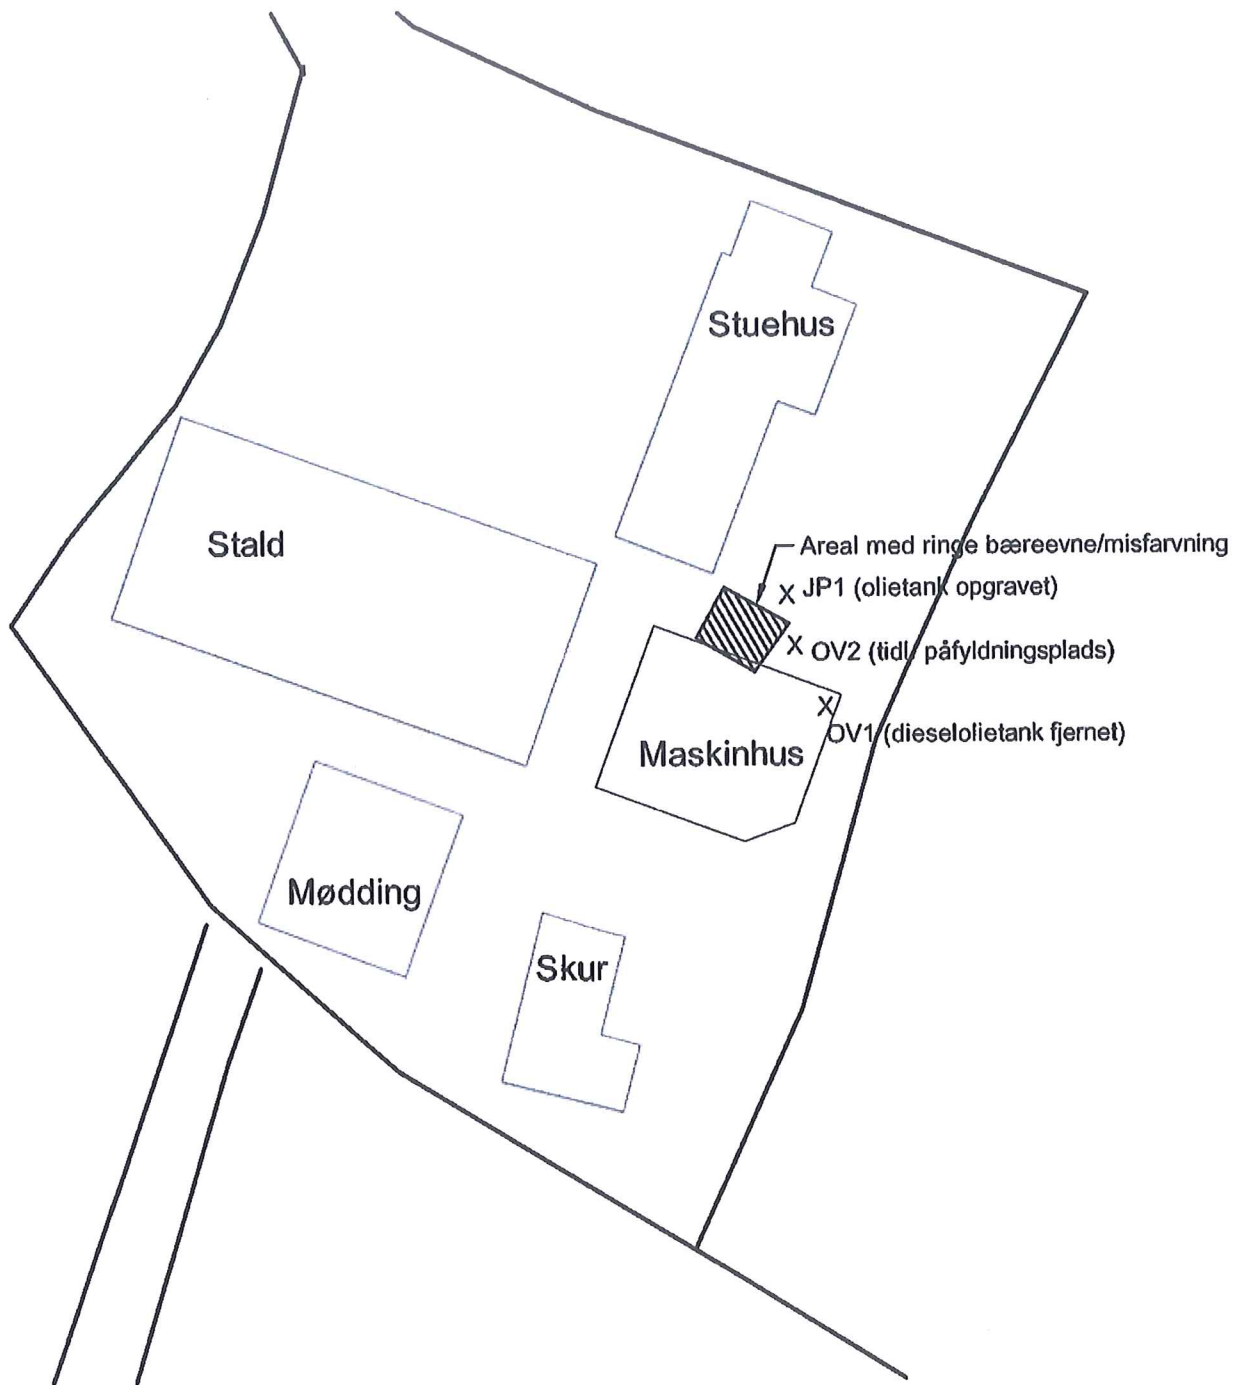 Stuehus
Stald
Areal med ringe bæreevne/misfarvning
X JP1 (olietank opgravet)
X OV2 (tidl. påfyldningsplads)
X
OV1 (dieselolietank fjernet)
Maskinhus
Mødding
Skur